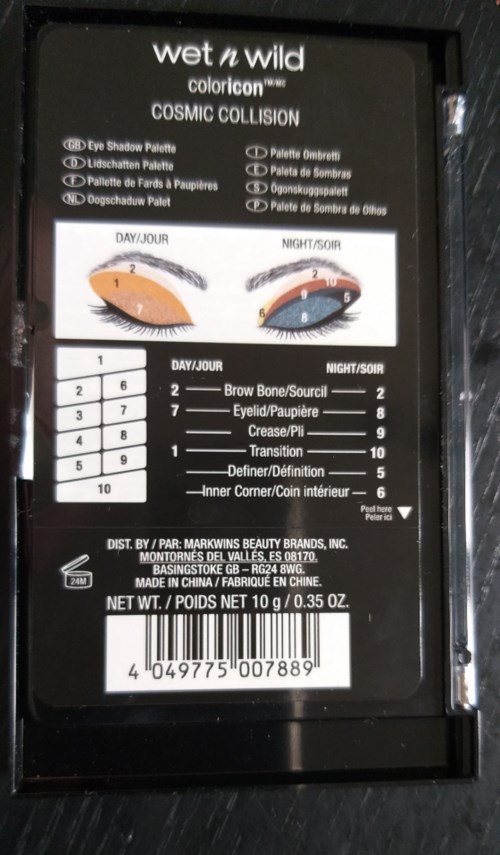 wet n wild
coloricon™/MC
COSMIC COLLISION
GB Eye Shadow Palette
D Lidschatten Palette
F Pallette de Fards à Paupières
NL Oogschaduw Palet
I Palette Ombretti
E Paleta de Sombras
S Ögonskuggspalett
P Palete de Sombra de Olhos
DAY/JOUR NIGHT/SOIR
2 2
1 10
7 9 5
6 8
1
2 6
3 7
4 8
5 9
10
DAY/JOUR NIGHT/SOIR
2 Brow Bone/Sourcil 2
7 Eyelid/Paupière 8
Crease/Pli 9
1 Transition 10
Definer/Définition 5
Inner Corner/Coin intérieur 6
Peel here
Peler ici
DIST. BY / PAR: MARKWINS BEAUTY BRANDS, INC.
MONTORNÉS DEL VALLÉS, ES 08170.
BASINGSTOKE GB – RG24 8WG.
MADE IN CHINA / FABRIQUÉ EN CHINE.
24M
NET WT. / POIDS NET 10 g / 0.35 OZ.
4 049775 007889